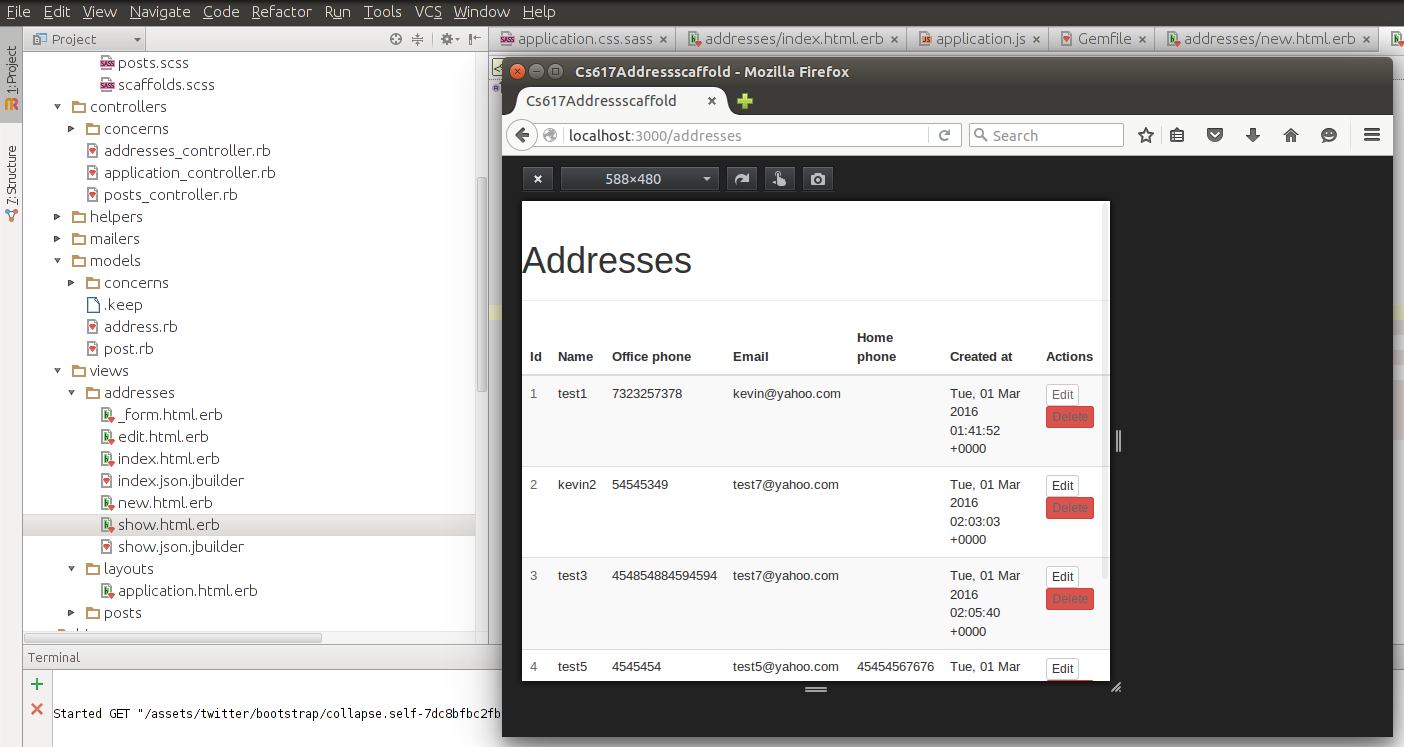 File Edit View Navigate Code Refactor Run Tools VCS Window Help
Project
application.css.sass addresses/index.html.erb application.js Gemfile addresses/new.html.erb
1: Project
7: Structure
posts.scss
scaffolds.scss
controllers
concerns
addresses_controller.rb
application_controller.rb
posts_controller.rb
helpers
mailers
models
concerns
.keep
address.rb
post.rb
views
addresses
_form.html.erb
edit.html.erb
index.html.erb
index.json.jbuilder
new.html.erb
show.html.erb
show.json.jbuilder
layouts
application.html.erb
posts
Terminal
Started GET "/assets/twitter/bootstrap/collapse.self-7dc8bfbc2fb
Cs617Addressscaffold - Mozilla Firefox
Cs617Addressscaffold
localhost:3000/addresses Search
588×480
Addresses
Id Name Office phone Email Home phone Created at Actions
1 test1 7323257378 kevin@yahoo.com Tue, 01 Mar Edit
2016 Delete
01:41:52
+0000
2 kevin2 54545349 test7@yahoo.com Tue, 01 Mar Edit
2016 Delete
02:03:03
+0000
3 test3 454854884594594 test7@yahoo.com Tue, 01 Mar Edit
2016 Delete
02:05:40
+0000
4 test5 4545454 test5@yahoo.com 45454567676 Tue, 01 Mar Edit